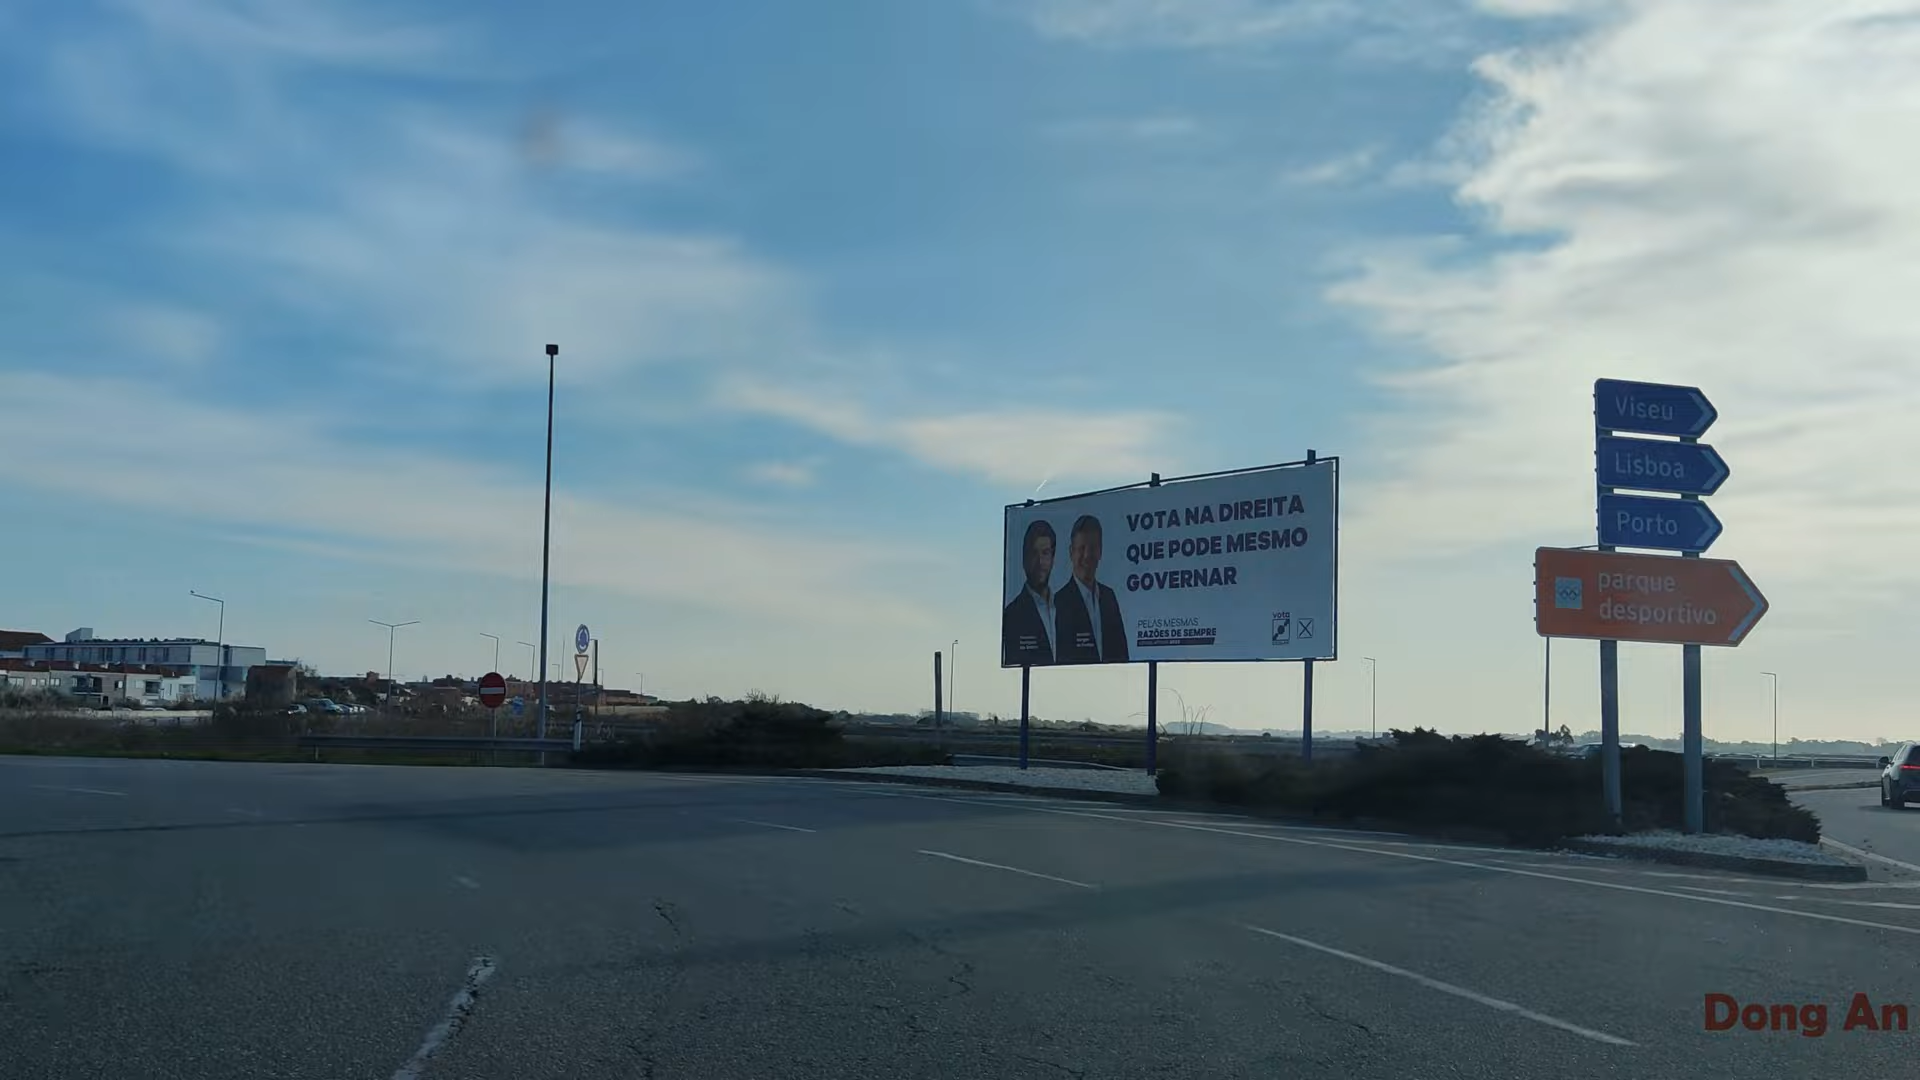 VOTA NA DIREITA
QUE PODE MESMO
GOVERNAR
PELAS MESMAS
RAZÕES DE SEMPRE
vota
Viseu
Lisboa
Porto
parque
desportivo
Dong An